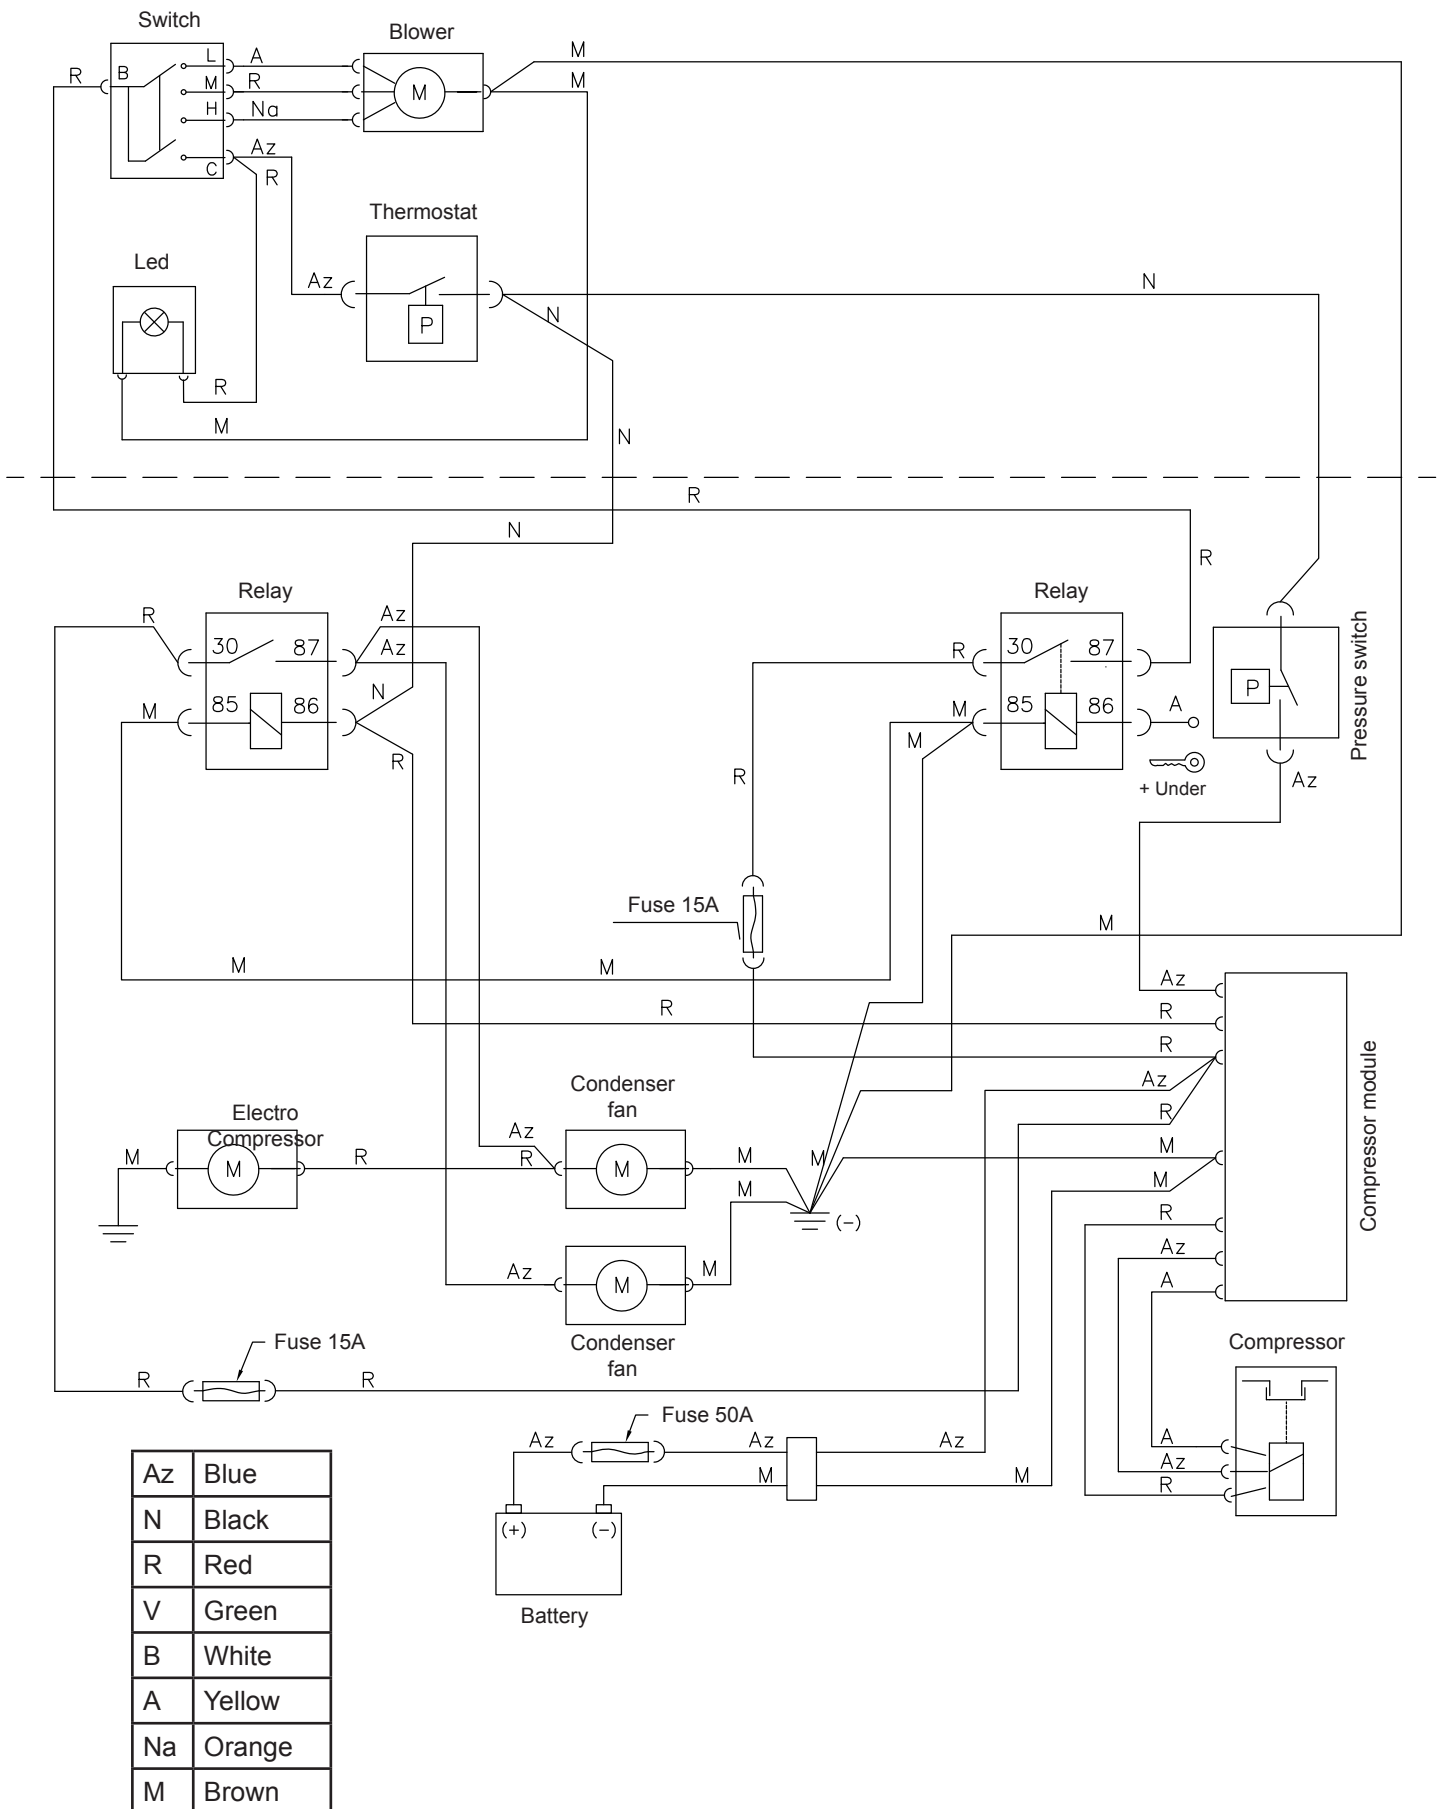 Switch
Blower
M
L A
R B
M R
M
M
H Na
Az
C
R
Thermostat
Led
Az
N
N
P
R
M
N
R
N
R
Relay
Relay
R
Az
R
30 87
Az
30 87
N
M
85 86
M
85 86
A
M
R
P
Pressure switch
R
+ Under
Az
Fuse 15A
M
M
M
Az
R
R
R
Az
Condenser
fan
R
Electro
Compressor
Az
M
R
R
M
M
M
M
M
M
M
(-)
R
Az
Az
M
M
A
Compressor module
Condenser
fan
Fuse 15A
Compressor
R
R
Fuse 50A
Az
Az
Az
A
Az
M
M
R
(+) (-)
Battery
Az Blue
N Black
R Red
V Green
B White
A Yellow
Na Orange
M Brown